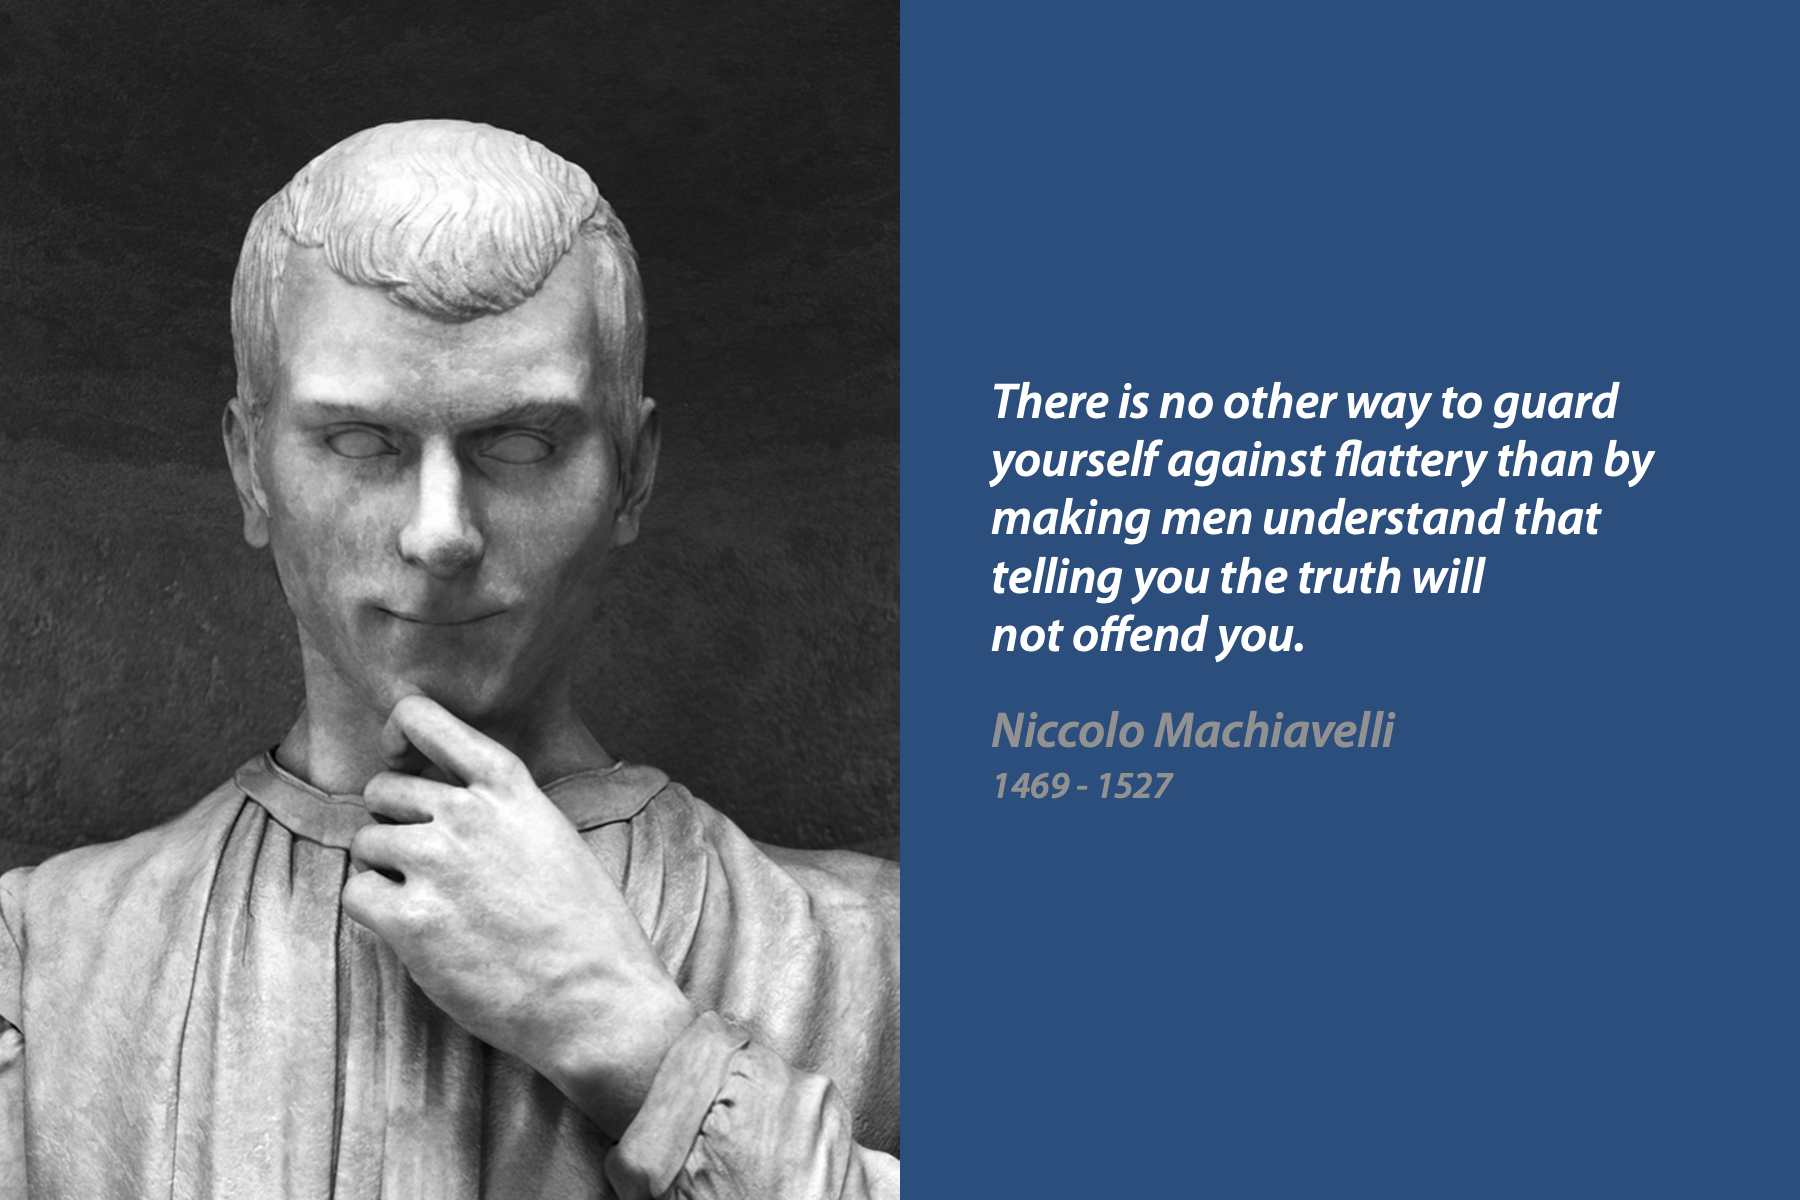 There is no other way to guard
yourself against flattery than by
making men understand that
telling you the truth will
not offend you.
Niccolo Machiavelli
1469 - 1527